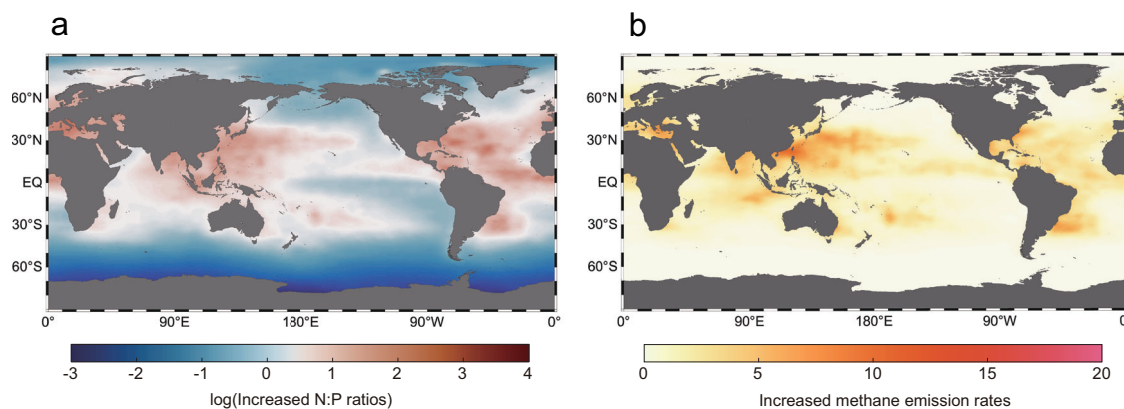 a
b
60°N
30°N
EQ
30°S
60°S
0°
90°E
180°E
90°W
0°
60°N
30°N
EQ
30°S
60°S
0°
90°E
180°E
90°W
0°
-3
-2
-1
0
1
2
3
4
log(Increased N:P ratios)
0
5
10
15
20
Increased methane emission rates